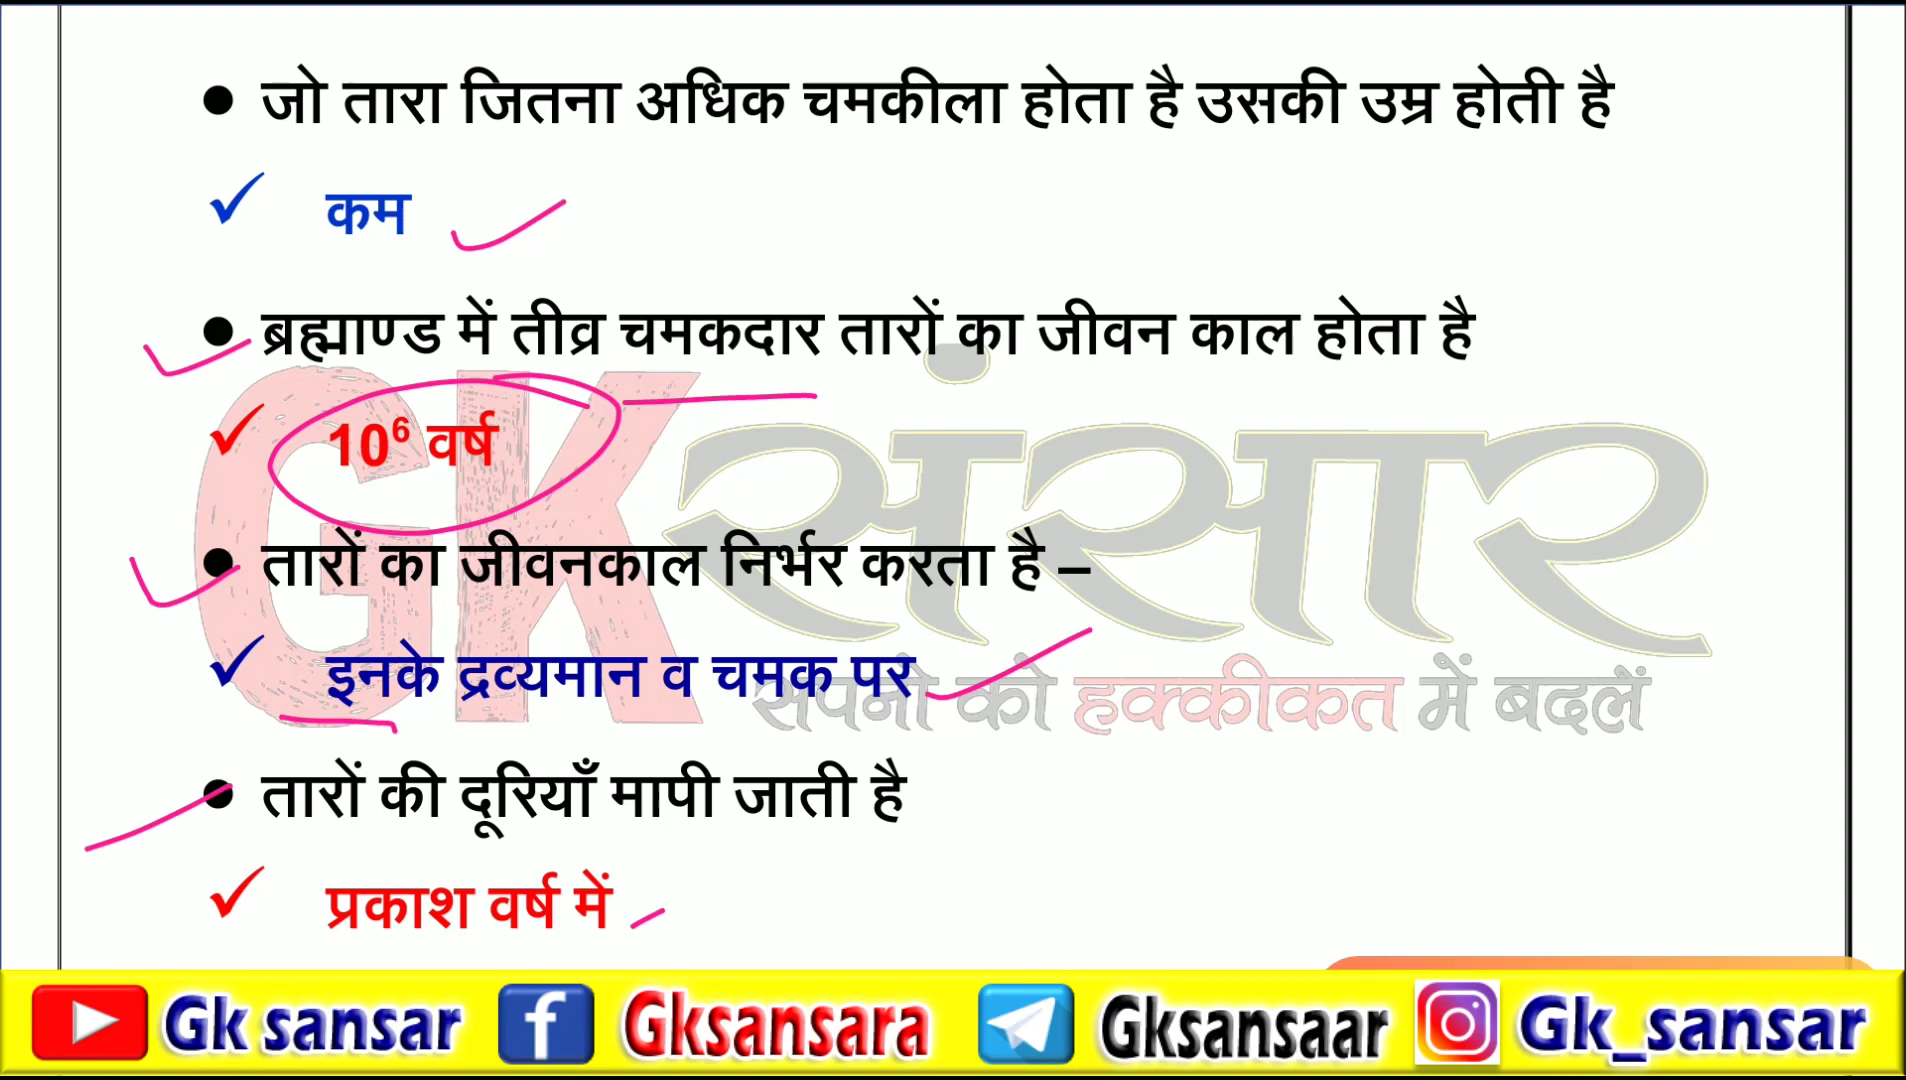 • जो तारा जितना अधिक चमकीला होता है उसकी उम्र होती है
✓ कम
• ब्रह्माण्ड में तीव्र चमकदार तारों का जीवन काल होता है
✓ 10⁶ वर्ष
• तारों का जीवनकाल निर्भर करता है –
✓ इनके द्रव्यमान व चमक पर
• तारों की दूरियाँ मापी जाती है
✓ प्रकाश वर्ष में
GK संसार
सपनो को हक्कीकत में बदलें
Gk sansar Gksansara Gksansaar Gk_sansar